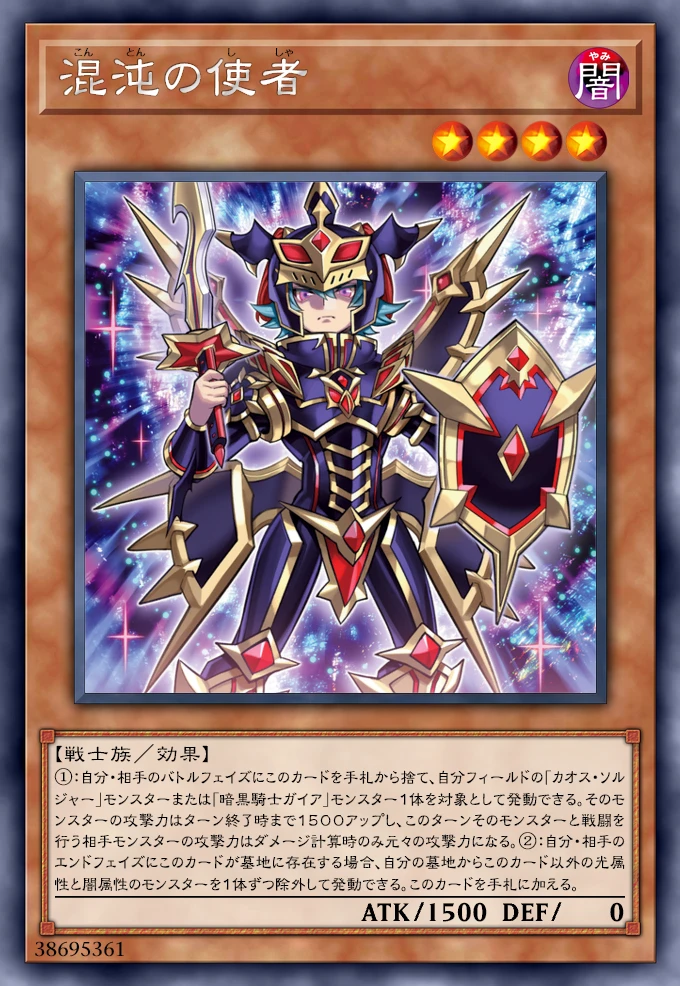 こん とん し しゃ
混沌の使者
やみ
闇
【戦士族／効果】
①：自分・相手のバトルフェイズにこのカードを手札から捨て、自分フィールドの「カオス・ソル
ジャー」モンスターまたは「暗黒騎士ガイア」モンスター１体を対象として発動できる。そのモ
ンスターの攻撃力はターン終了時まで１５００アップし、このターンそのモンスターと戦闘を
行う相手モンスターの攻撃力はダメージ計算時のみ元々の攻撃力になる。②：自分・相手の
エンドフェイズにこのカードが墓地に存在する場合、自分の墓地からこのカード以外の光属
性と闇属性のモンスターを１体ずつ除外して発動できる。このカードを手札に加える。
ATK/1500 DEF/ 0
38695361